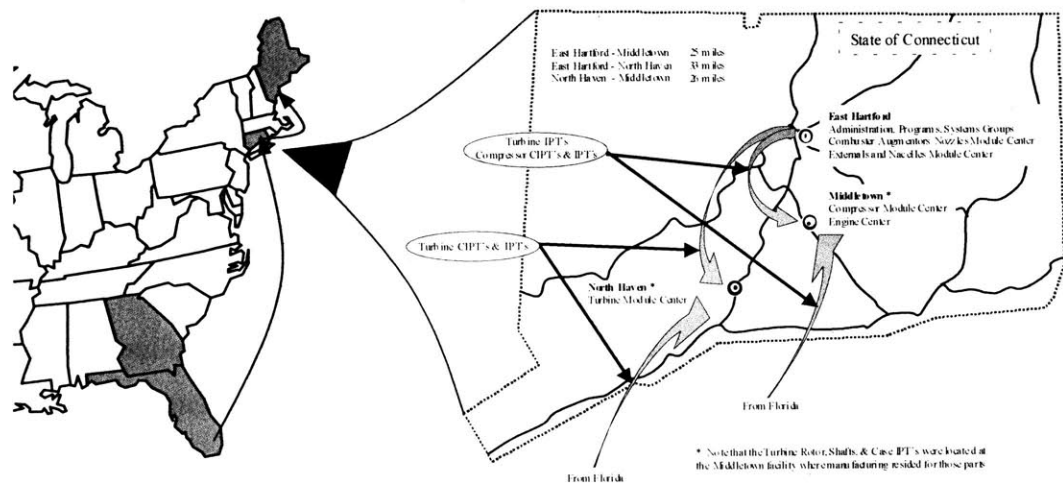 State of Connecticut
East Hartford - Middletown 25 miles
East Hartford - North Haven 33 miles
North Haven - Middletown 26 miles
East Hartford
Administration, Programs, Systems Groups
Combuster Augmentors Nozzles Module Center
Externals and Nacelles Module Center
Turbine IPT's
Compressor CIPT's & IPT's
Middletown *
Compressor Module Center
Engine Center
Turbine CIPT's & IPT's
North Haven *
Turbine Module Center
From Florida
From Florida
* Note that the Turbine Rotor, Shafts, & Case IPT's were located at
the Middletown facility where manufacturing resided for those parts